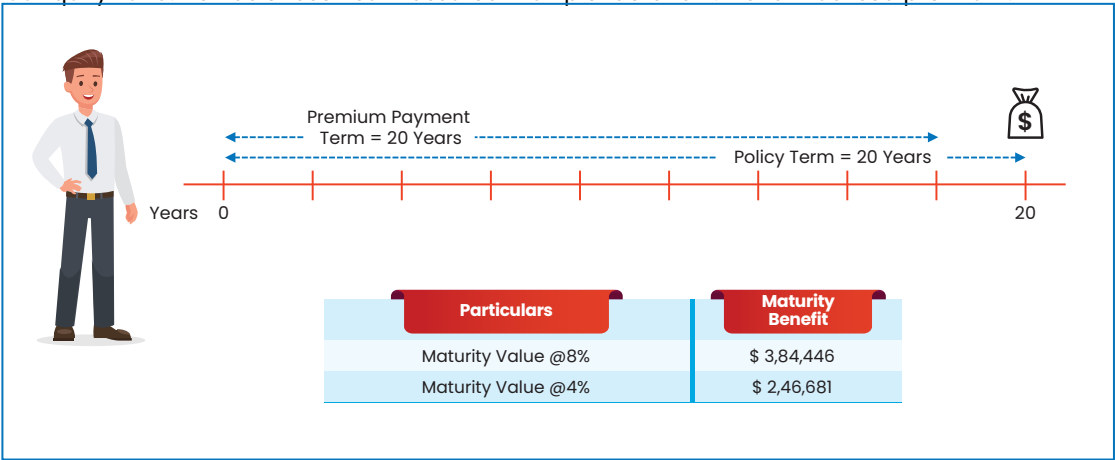 Premium Payment
Term = 20 Years
Policy Term = 20 Years
$
Years 0 20
Particulars Maturity
Benefit
Maturity Value @8% $ 3,84,446
Maturity Value @4% $ 2,46,681